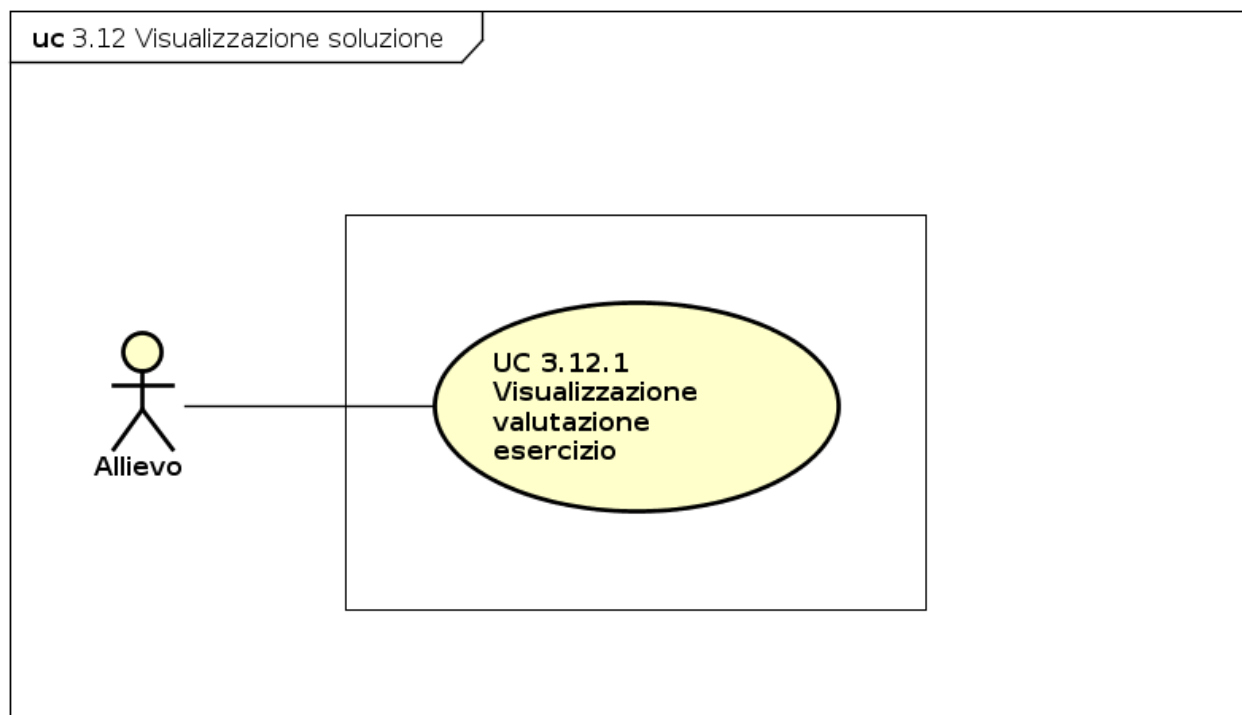 uc 3.12 Visualizzazione soluzione
UC 3.12.1
Visualizzazione
valutazione
esercizio
Allievo